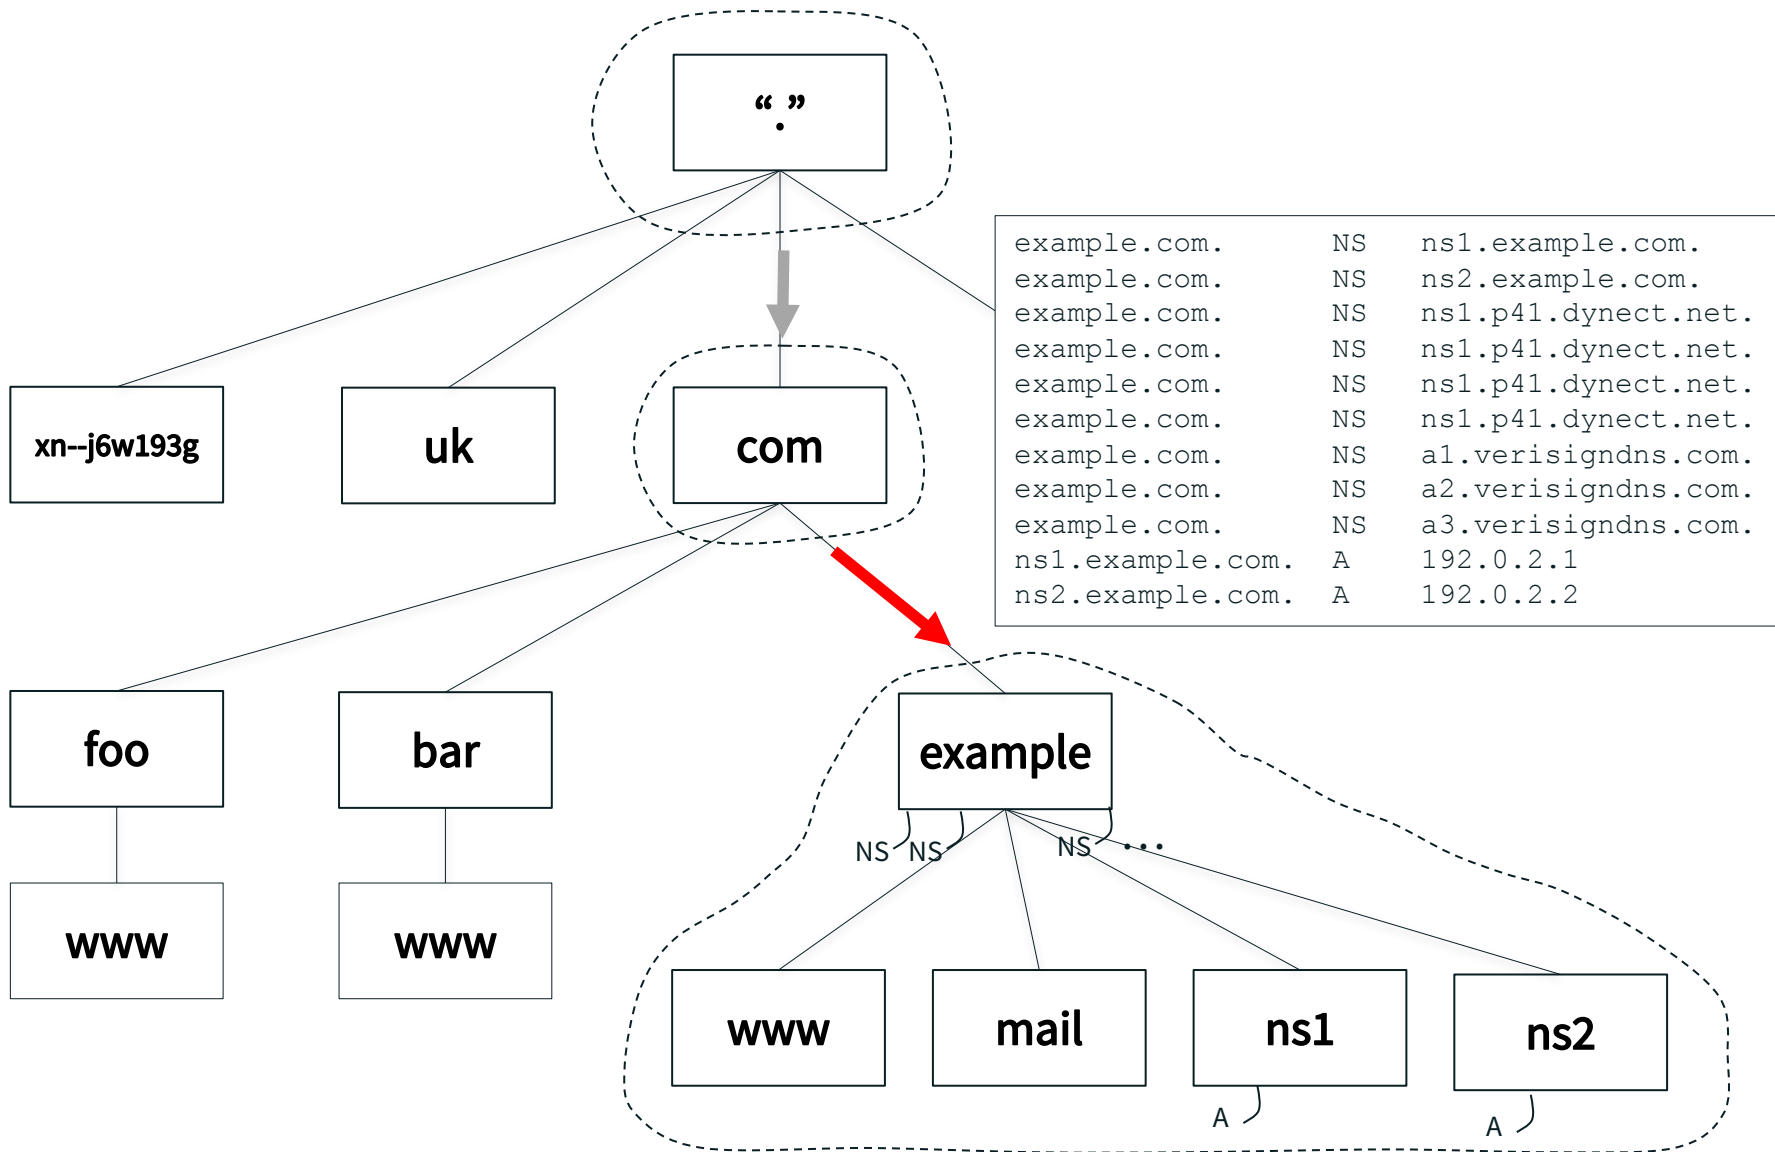 “.”
example.com. NS ns1.example.com.
example.com. NS ns2.example.com.
example.com. NS ns1.p41.dynect.net.
example.com. NS ns1.p41.dynect.net.
example.com. NS ns1.p41.dynect.net.
example.com. NS ns1.p41.dynect.net.
example.com. NS a1.verisigndns.com.
example.com. NS a2.verisigndns.com.
example.com. NS a3.verisigndns.com.
ns1.example.com. A 192.0.2.1
ns2.example.com. A 192.0.2.2
xn--j6w193g
uk
com
foo
bar
example
NS NS NS ...
www
www
www
mail
ns1
ns2
A
A